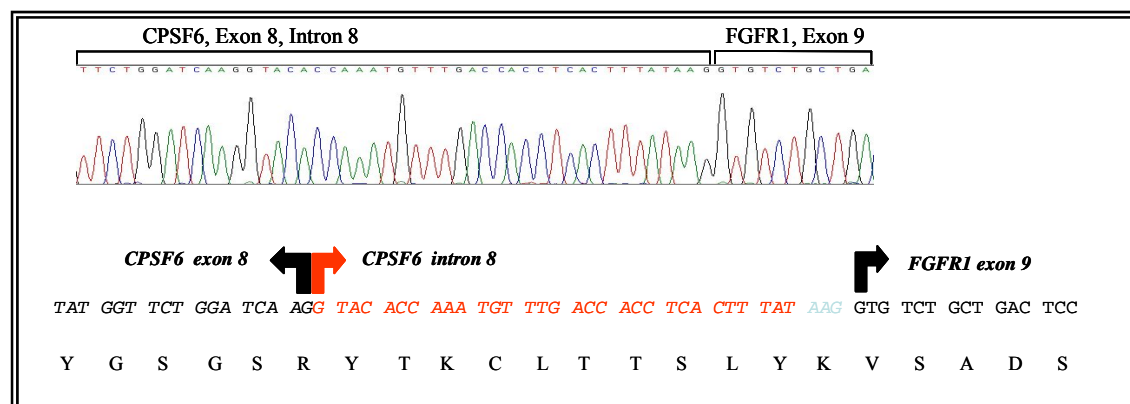 CPSF6, Exon 8, Intron 8 FGFR1, Exon 9
TTCTGGATCAAGGTACACCAAATGTTTGACCACCTCACTTTATAAGGTGTCTGCTGA
CPSF6 exon 8 CPSF6 intron 8 FGFR1 exon 9
TAT GGT TCT GGA TCA AGG TAC ACC AAA TGT TTG ACC ACC TCA CTT TAT AAG GTG TCT GCT GAC TCC
Y G S G S R Y T K C L T T S L Y K V S A D S